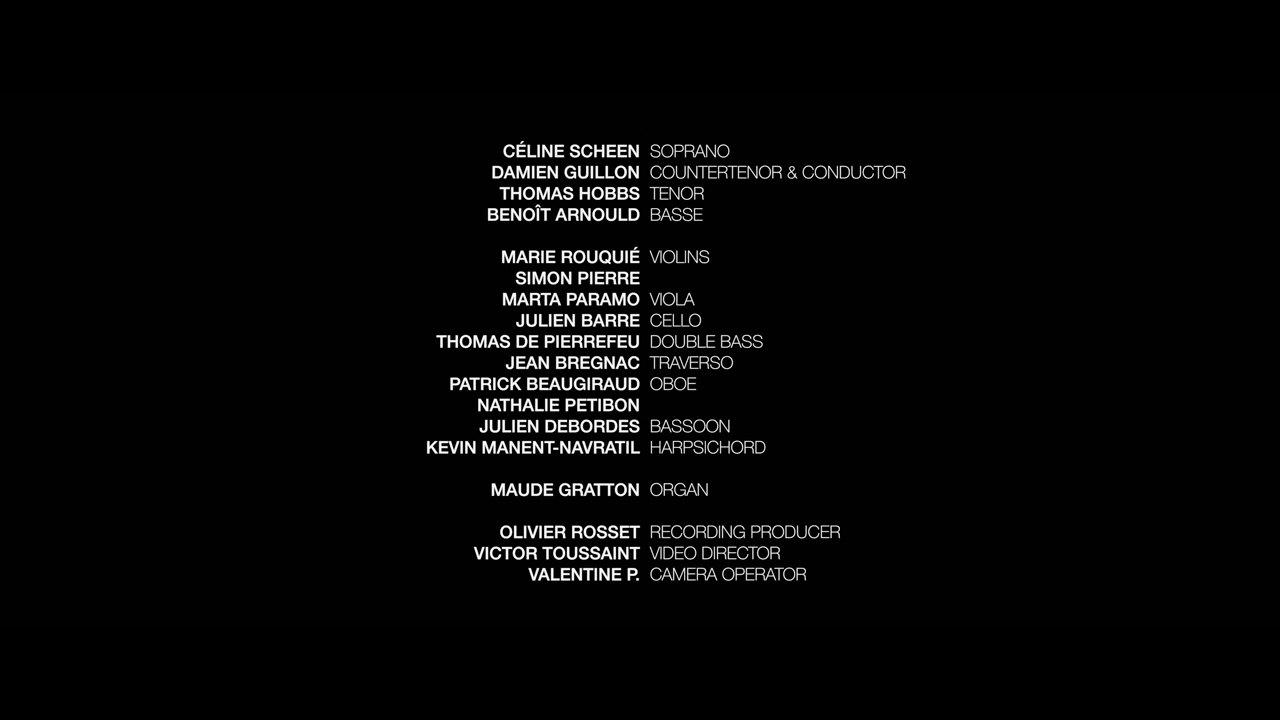 CÉLINE SCHEEN SOPRANO
DAMIEN GUILLON COUNTERTENOR & CONDUCTOR
THOMAS HOBBS TENOR
BENOÎT ARNOULD BASSE
MARIE ROUQUIÉ VIOLINS
SIMON PIERRE
MARTA PARAMO VIOLA
JULIEN BARRE CELLO
THOMAS DE PIERREFEU DOUBLE BASS
JEAN BREGNAC TRAVERSO
PATRICK BEAUGIRAUD OBOE
NATHALIE PETIBON
JULIEN DEBORDES BASSOON
KEVIN MANENT-NAVRATIL HARPSICHORD
MAUDE GRATTON ORGAN
OLIVIER ROSSET RECORDING PRODUCER
VICTOR TOUSSAINT VIDEO DIRECTOR
VALENTINE P. CAMERA OPERATOR